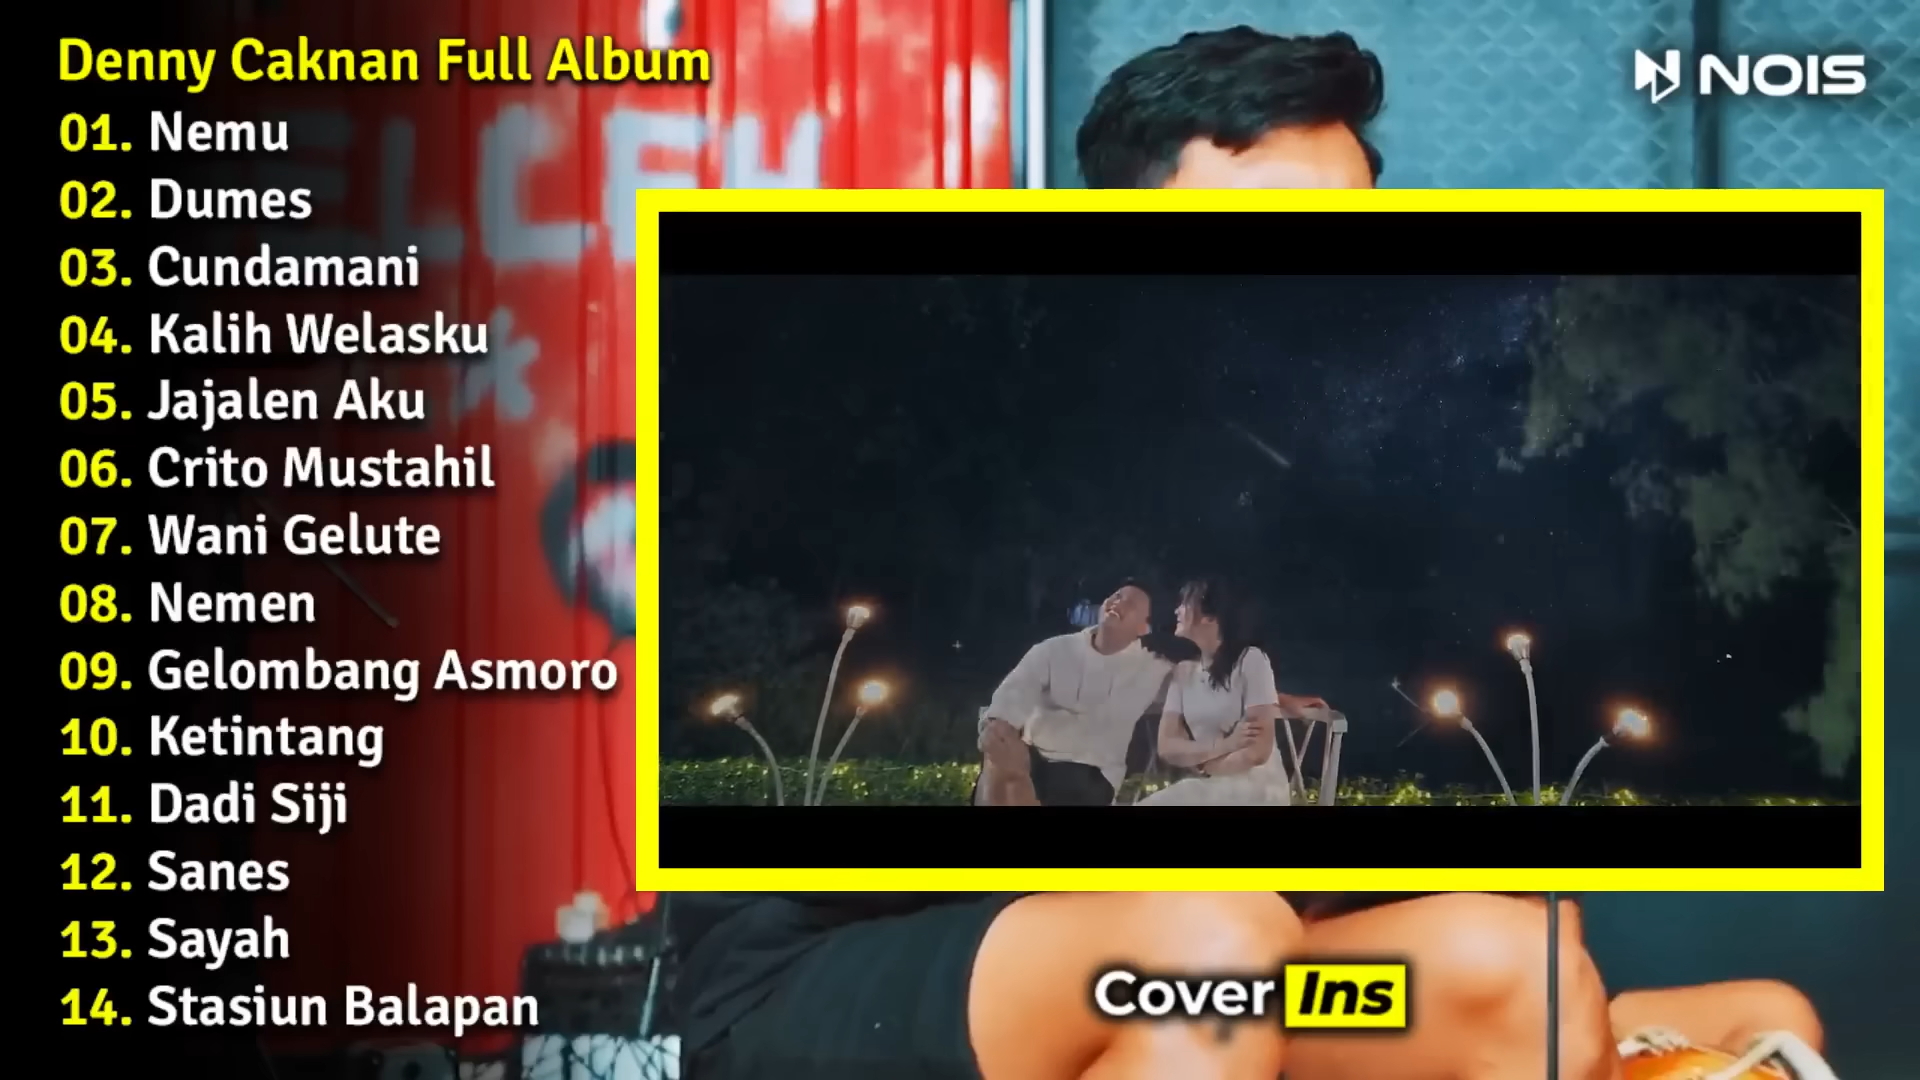 Denny Caknan Full Album
01. Nemu
02. Dumes
03. Cundamani
04. Kalih Welasku
05. Jajalen Aku
06. Crito Mustahil
07. Wani Gelute
08. Nemen
09. Gelombang Asmoro
10. Ketintang
11. Dadi Siji
12. Sanes
13. Sayah
14. Stasiun Balapan
NOIS
Cover Ins